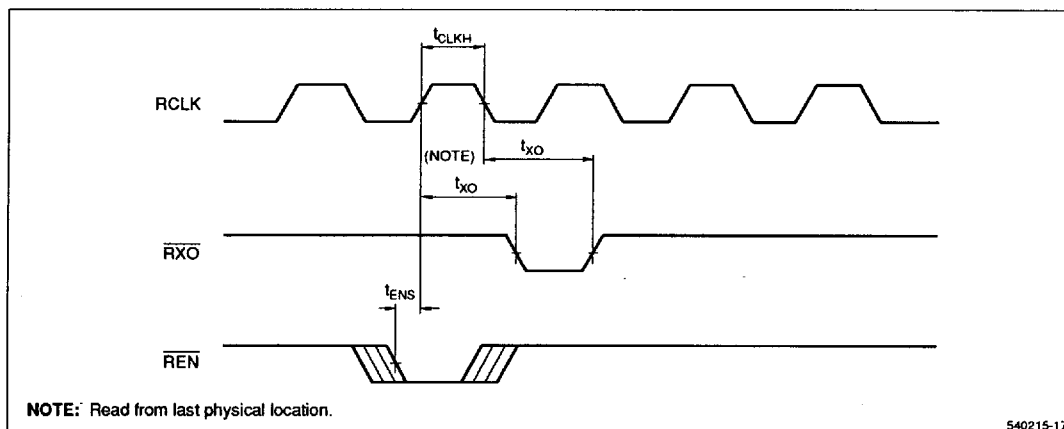 tCLKH
RCLK
(NOTE)
tXO
tXO
RXO
tENS
REN
NOTE: Read from last physical location.
540215-17